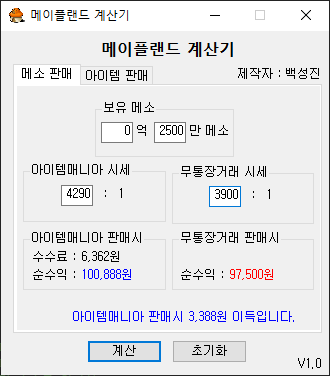 메이플랜드 계산기
메이플랜드 계산기
메소 판매
아이템 판매
제작자 : 백성진
보유 메소
0 억 2500 만 메소
아이템매니아 시세
4290 : 1
무통장거래 시세
3900 : 1
아이템매니아 판매시
수수료 : 6,362원
순수익 : 100,888원
무통장거래 판매시
순수익 : 97,500원
아이템매니아 판매시 3,388원 이득입니다.
계산
초기화
V1.0